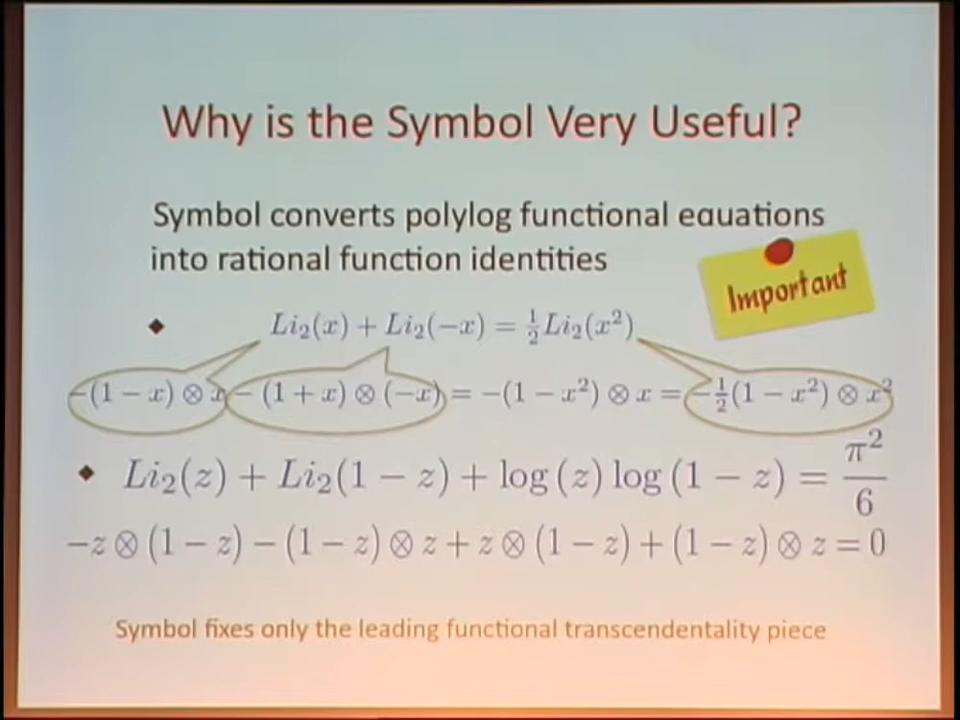 Why is the Symbol Very Useful?
Symbol converts polylog functional equations
into rational function identities
Important
◆ Li₂(x) + Li₂(−x) = ½Li₂(x²)
−(1 − x) ⊗ x − (1 + x) ⊗ (−x) = −(1 − x²) ⊗ x = −½(1 − x²) ⊗ x²
◆ Li₂(z) + Li₂(1 − z) + log (z) log (1 − z) = π²/6
−z ⊗ (1 − z) − (1 − z) ⊗ z + z ⊗ (1 − z) + (1 − z) ⊗ z = 0
Symbol fixes only the leading functional transcendentality piece